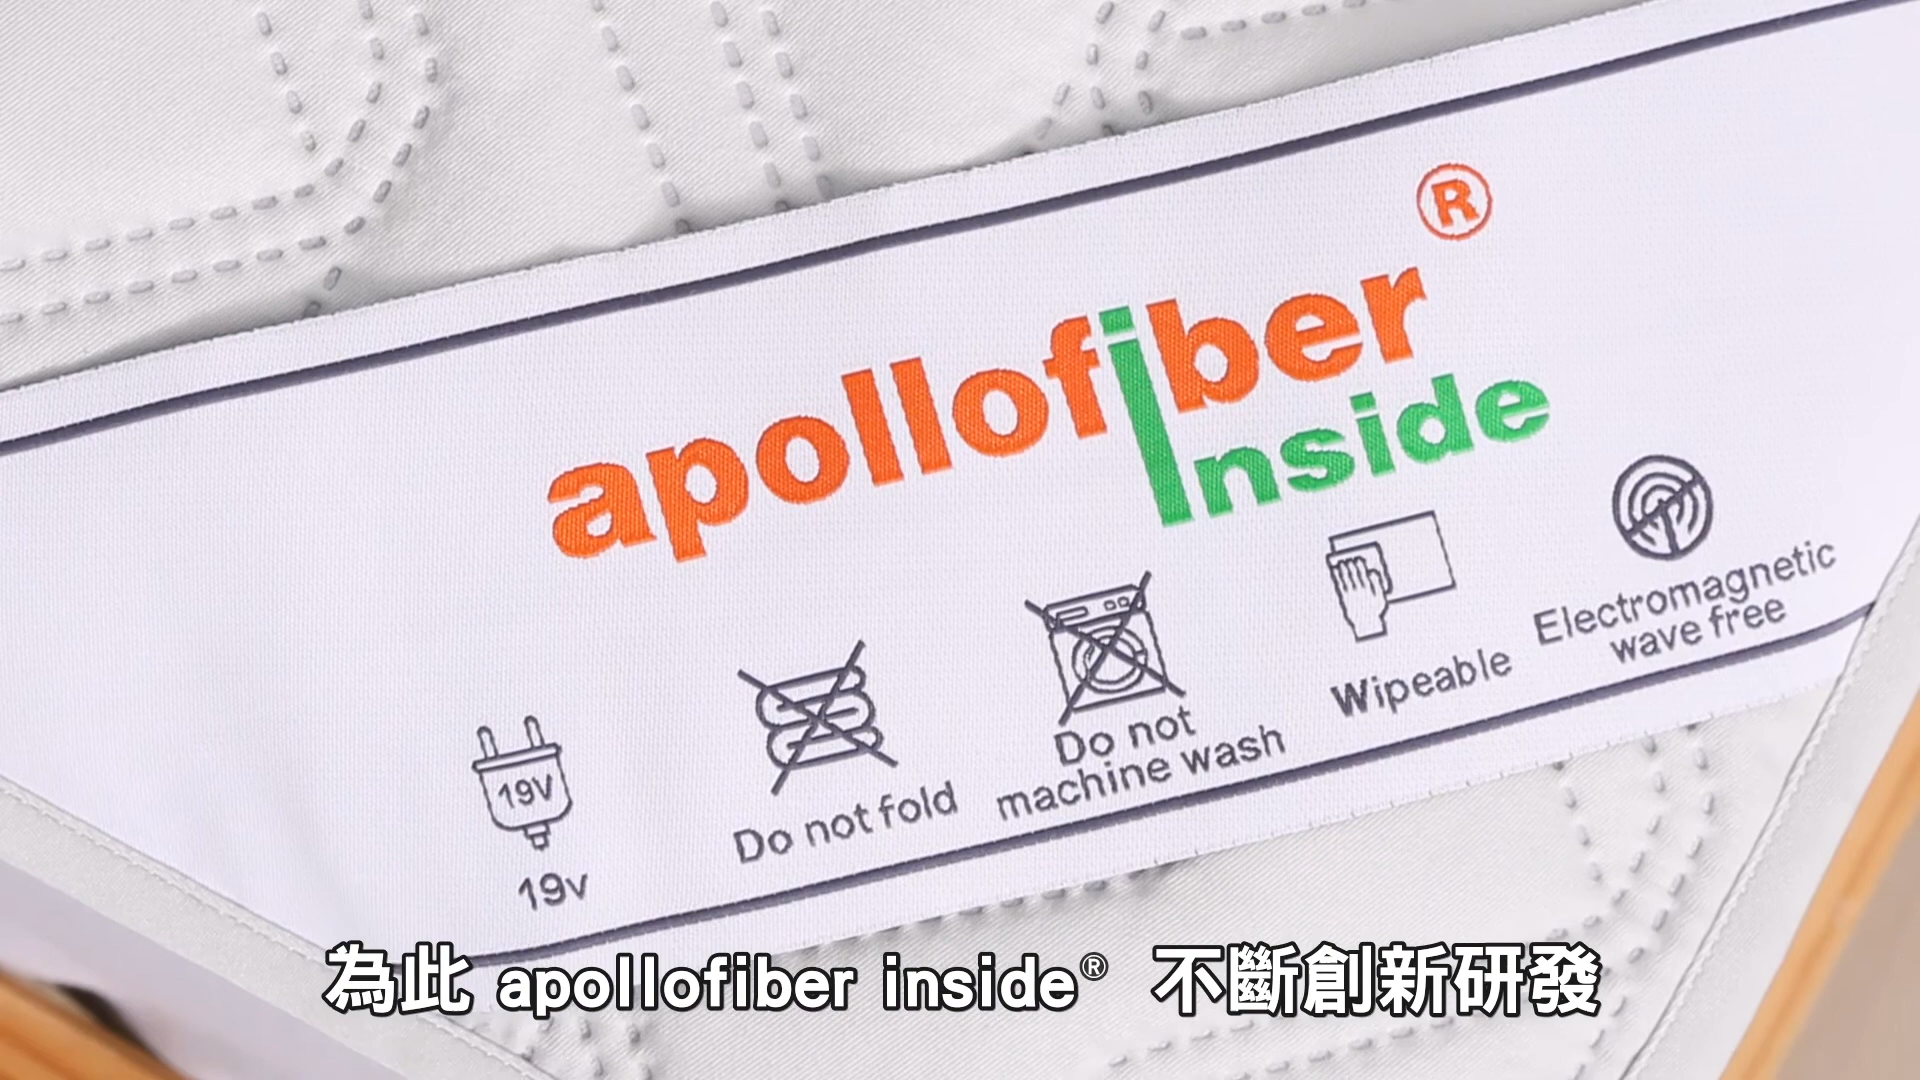 apollofiber®
Inside
19V
19v
Do not fold
Do not
machine wash
Wipeable
Electromagnetic
wave free
為此 apollofiber inside® 不斷創新研發